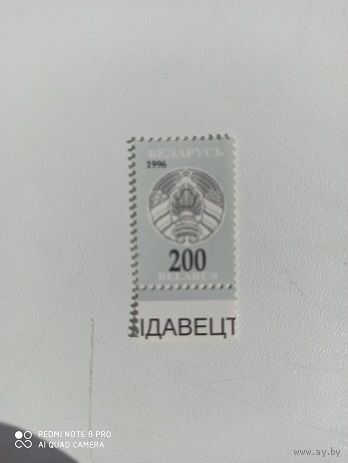 БЕЛАРУСЬ
1996
200
BELARUS
ІДАВЕЦТ
REDMI NOTE 8 PRO
AI QUAD CAMERA
www.ay.by